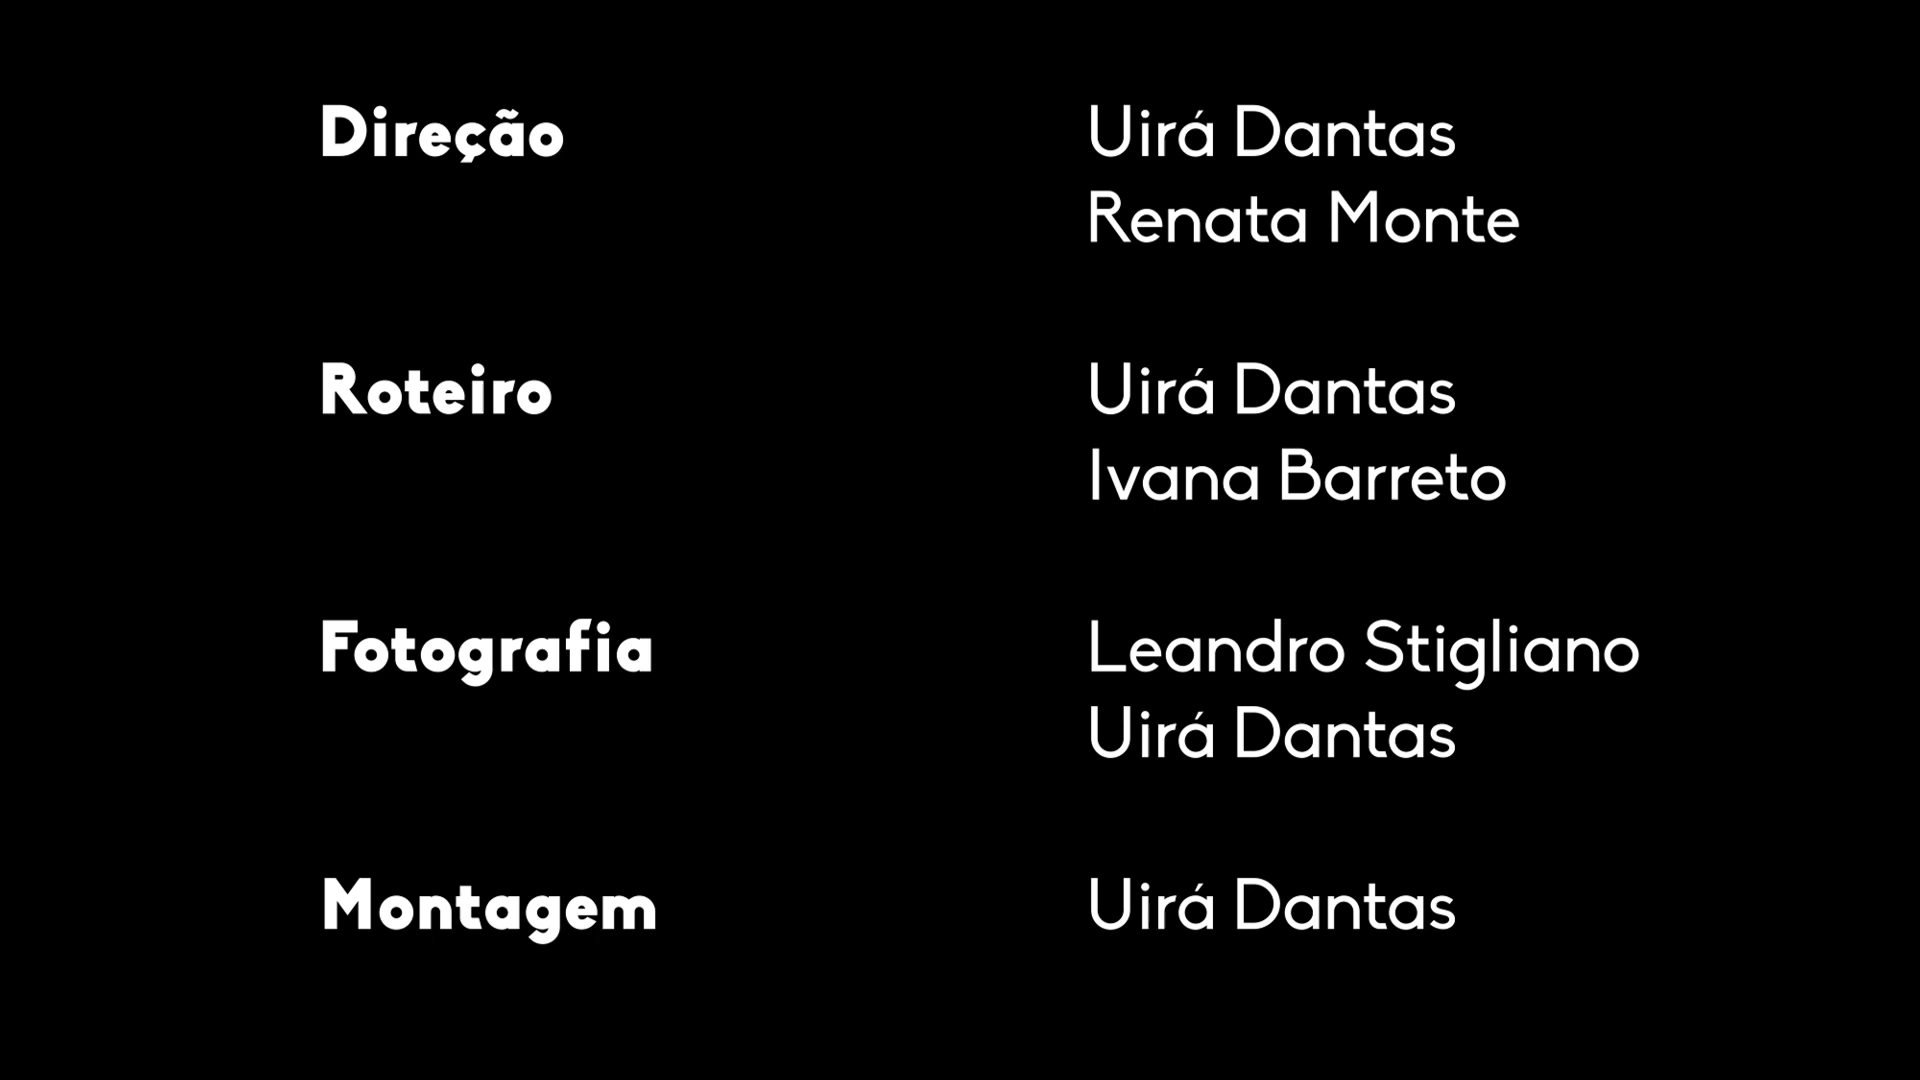 Direção Uirá Dantas
Renata Monte
Roteiro Uirá Dantas
Ivana Barreto
Fotografia Leandro Stigliano
Uirá Dantas
Montagem Uirá Dantas